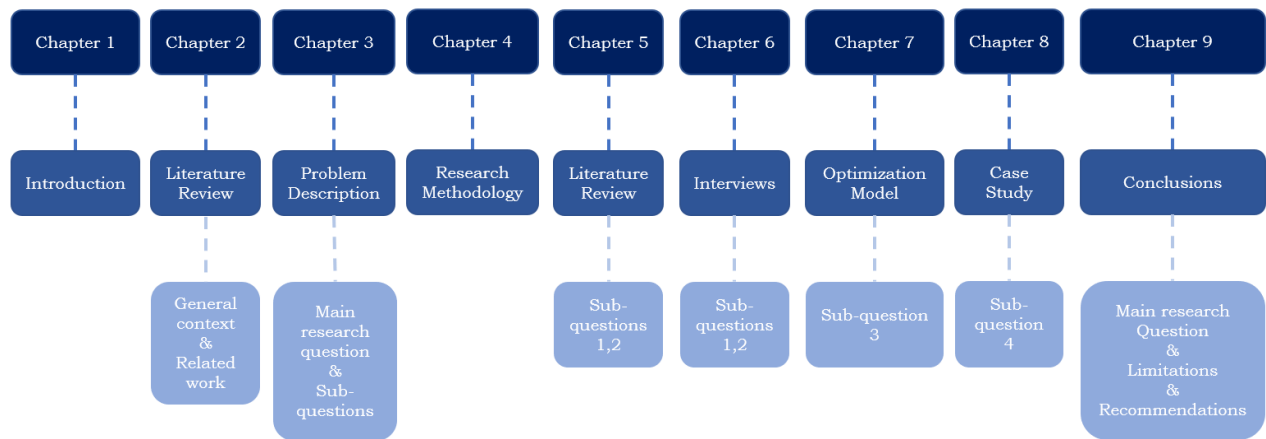 Chapter 1
Chapter 2
Chapter 3
Chapter 4
Chapter 5
Chapter 6
Chapter 7
Chapter 8
Chapter 9
Introduction
Literature
Review
Problem
Description
Research
Methodology
Literature
Review
Interviews
Optimization
Model
Case
Study
Conclusions
General
context
&
Related
work
Main
research
question
&
Sub-
questions
Sub-
questions
1,2
Sub-
questions
1,2
Sub-question
3
Sub-
question
4
Main research
Question
&
Limitations
&
Recommendations